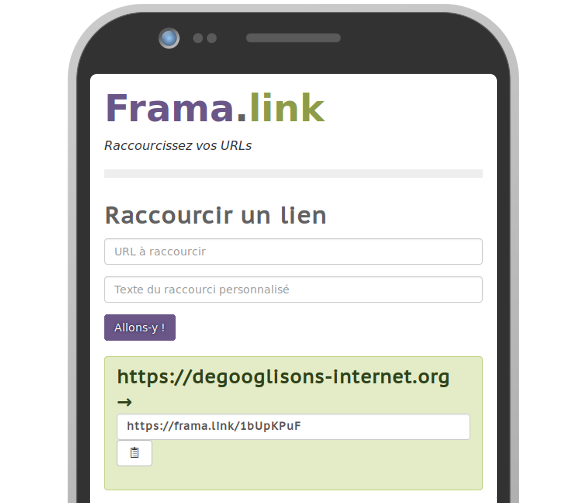 Frama.link
Raccourcissez vos URLs
Raccourcir un lien
URL à raccourcir
Texte du raccourci personnalisé
Allons-y !
https://degooglisons-internet.org
→
https://frama.link/1bUpKPuF